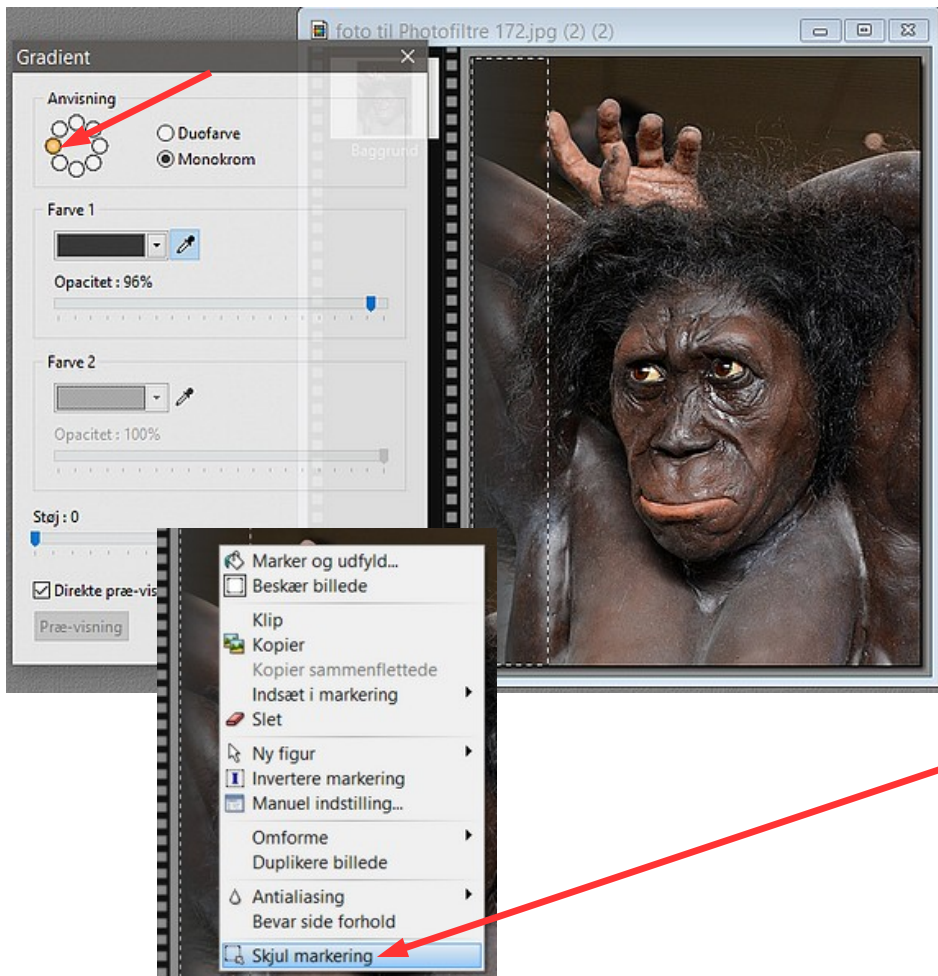 foto til Photofiltre 172.jpg (2) (2)
Gradient
Anvisning
Duofarve
Monokrom
Baggrund
Farve 1
Opacitet : 96%
Farve 2
Opacitet : 100%
Støj : 0
Direkte præ-vis
Præ-visning
Marker og udfyld...
Beskær billede
Klip
Kopier
Kopier sammenflettede
Indsæt i markering
Slet
Ny figur
Invertere markering
Manuel indstilling...
Omforme
Duplikere billede
Antialiasing
Bevar side forhold
Skjul markering